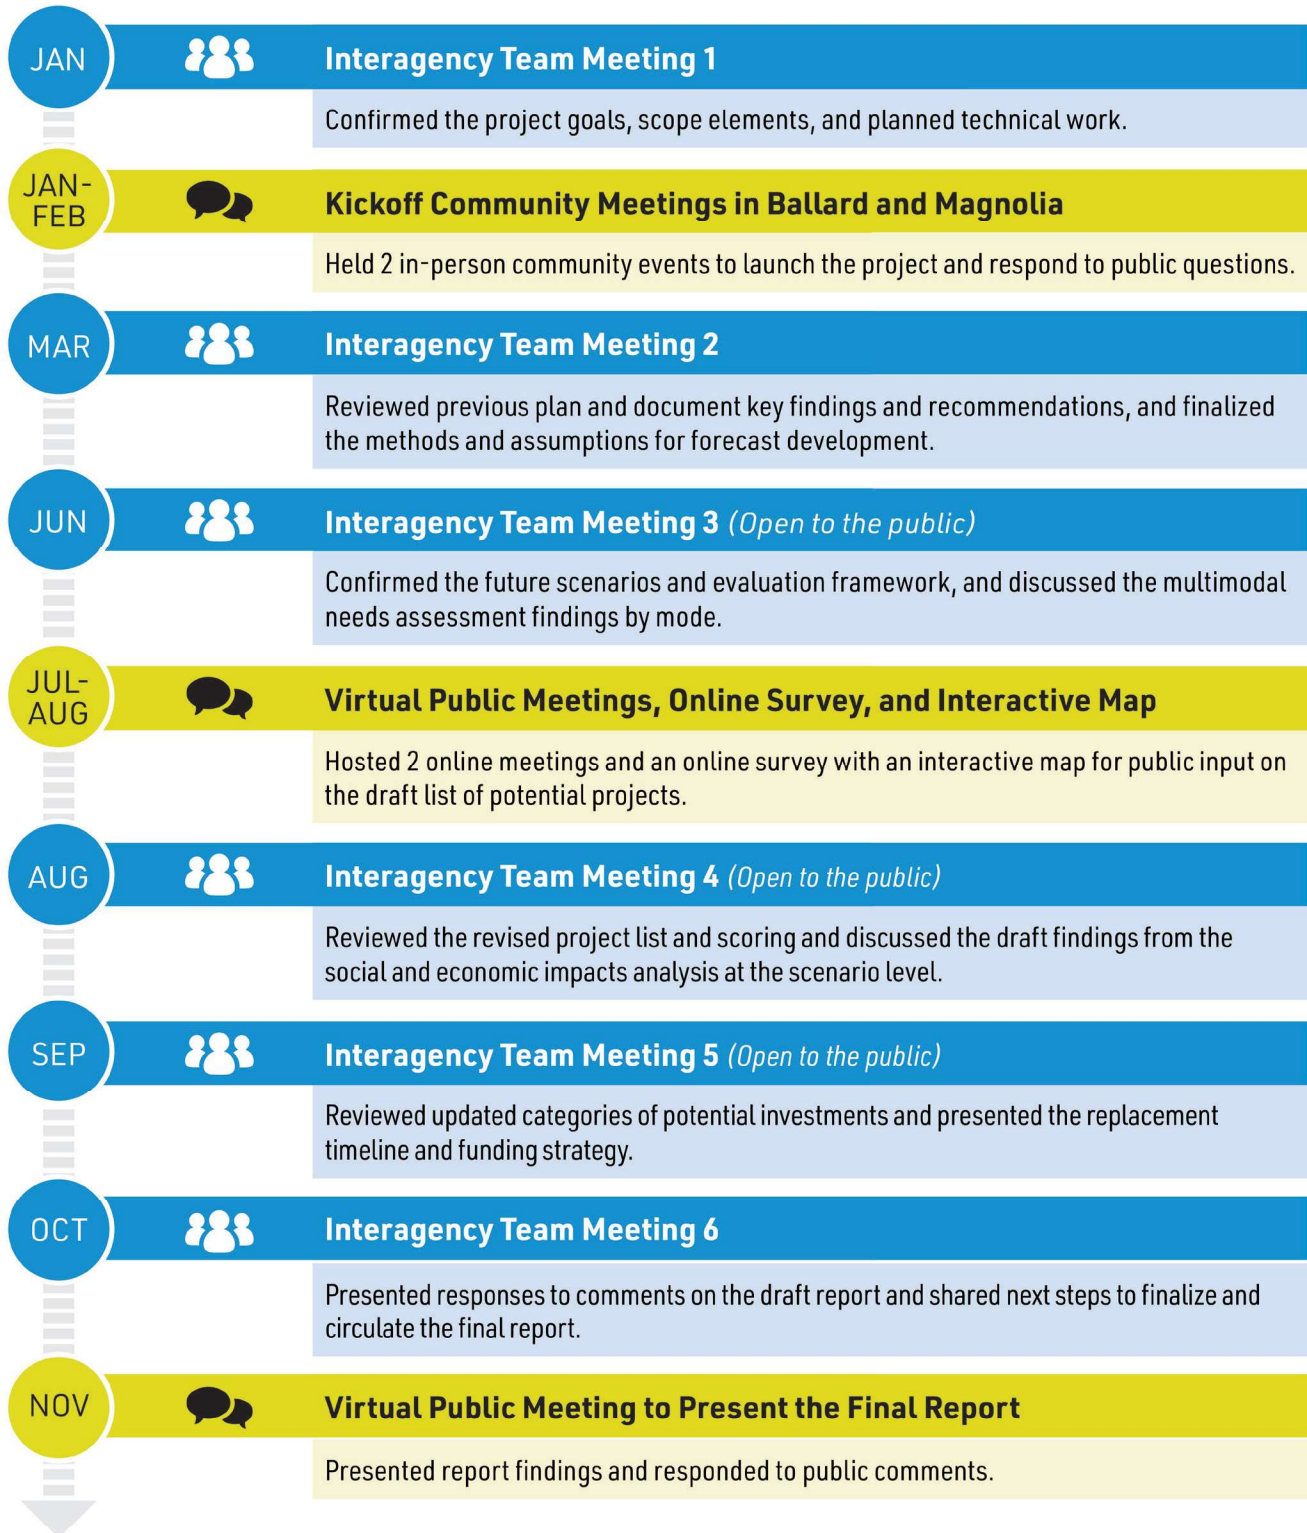 JAN
Interagency Team Meeting 1
Confirmed the project goals, scope elements, and planned technical work.
JAN-
FEB
Kickoff Community Meetings in Ballard and Magnolia
Held 2 in-person community events to launch the project and respond to public questions.
MAR
Interagency Team Meeting 2
Reviewed previous plan and document key findings and recommendations, and finalized
the methods and assumptions for forecast development.
JUN
Interagency Team Meeting 3 (Open to the public)
Confirmed the future scenarios and evaluation framework, and discussed the multimodal
needs assessment findings by mode.
JUL-
AUG
Virtual Public Meetings, Online Survey, and Interactive Map
Hosted 2 online meetings and an online survey with an interactive map for public input on
the draft list of potential projects.
AUG
Interagency Team Meeting 4 (Open to the public)
Reviewed the revised project list and scoring and discussed the draft findings from the
social and economic impacts analysis at the scenario level.
SEP
Interagency Team Meeting 5 (Open to the public)
Reviewed updated categories of potential investments and presented the replacement
timeline and funding strategy.
OCT
Interagency Team Meeting 6
Presented responses to comments on the draft report and shared next steps to finalize and
circulate the final report.
NOV
Virtual Public Meeting to Present the Final Report
Presented report findings and responded to public comments.